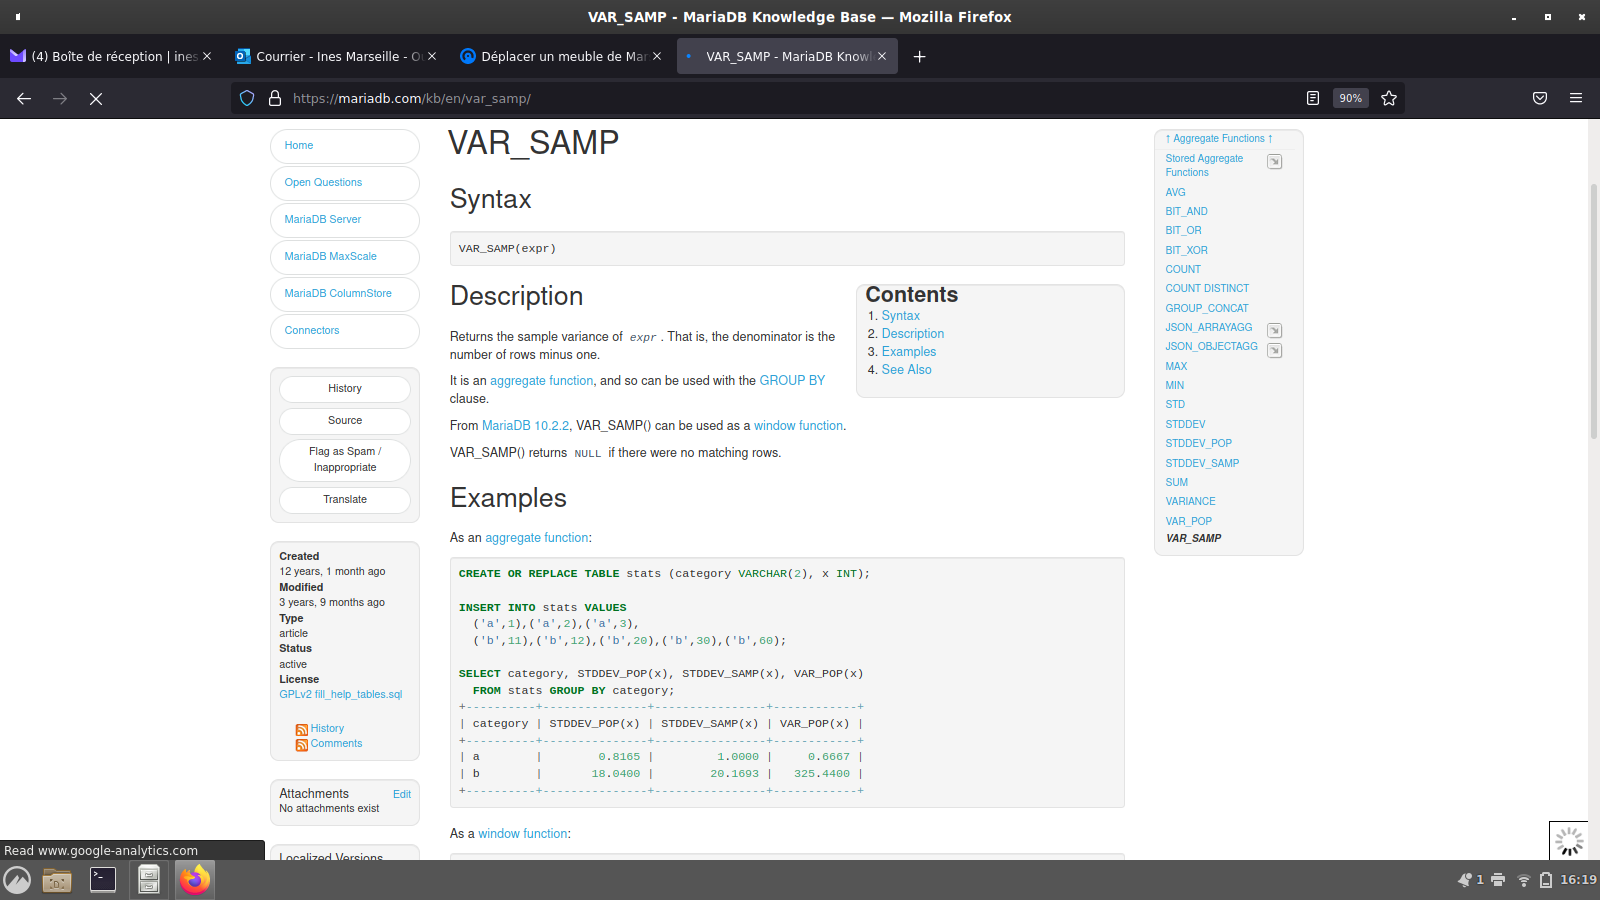 VAR_SAMP - MariaDB Knowledge Base — Mozilla Firefox
(4) Boîte de réception | ines
Courrier - Ines Marseille - O
Déplacer un meuble de Mar
VAR_SAMP - MariaDB Knowl
https://mariadb.com/kb/en/var_samp/
90%
Home
Open Questions
MariaDB Server
MariaDB MaxScale
MariaDB ColumnStore
Connectors
History
Source
Flag as Spam /
Inappropriate
Translate
Created
12 years, 1 month ago
Modified
3 years, 9 months ago
Type
article
Status
active
License
GPLv2 fill_help_tables.sql
History
Comments
Attachments Edit
No attachments exist
Localized Versions
VAR_SAMP
Syntax
VAR_SAMP(expr)
Description
Returns the sample variance of expr . That is, the denominator is the
number of rows minus one.
It is an aggregate function, and so can be used with the GROUP BY
clause.
From MariaDB 10.2.2, VAR_SAMP() can be used as a window function.
VAR_SAMP() returns NULL if there were no matching rows.
Contents
1. Syntax
2. Description
3. Examples
4. See Also
Examples
As an aggregate function:
CREATE OR REPLACE TABLE stats (category VARCHAR(2), x INT);
INSERT INTO stats VALUES
('a',1),('a',2),('a',3),
('b',11),('b',12),('b',20),('b',30),('b',60);
SELECT category, STDDEV_POP(x), STDDEV_SAMP(x), VAR_POP(x)
FROM stats GROUP BY category;
+----------+---------------+----------------+------------+
| category | STDDEV_POP(x) | STDDEV_SAMP(x) | VAR_POP(x) |
+----------+---------------+----------------+------------+
| a        |        0.8165 |         1.0000 |     0.6667 |
| b        |       18.0400 |        20.1693 |   325.4400 |
+----------+---------------+----------------+------------+
As a window function:
↑ Aggregate Functions ↑
Stored Aggregate
Functions
AVG
BIT_AND
BIT_OR
BIT_XOR
COUNT
COUNT DISTINCT
GROUP_CONCAT
JSON_ARRAYAGG
JSON_OBJECTAGG
MAX
MIN
STD
STDDEV
STDDEV_POP
STDDEV_SAMP
SUM
VARIANCE
VAR_POP
VAR_SAMP
Read www.google-analytics.com
1
16:19